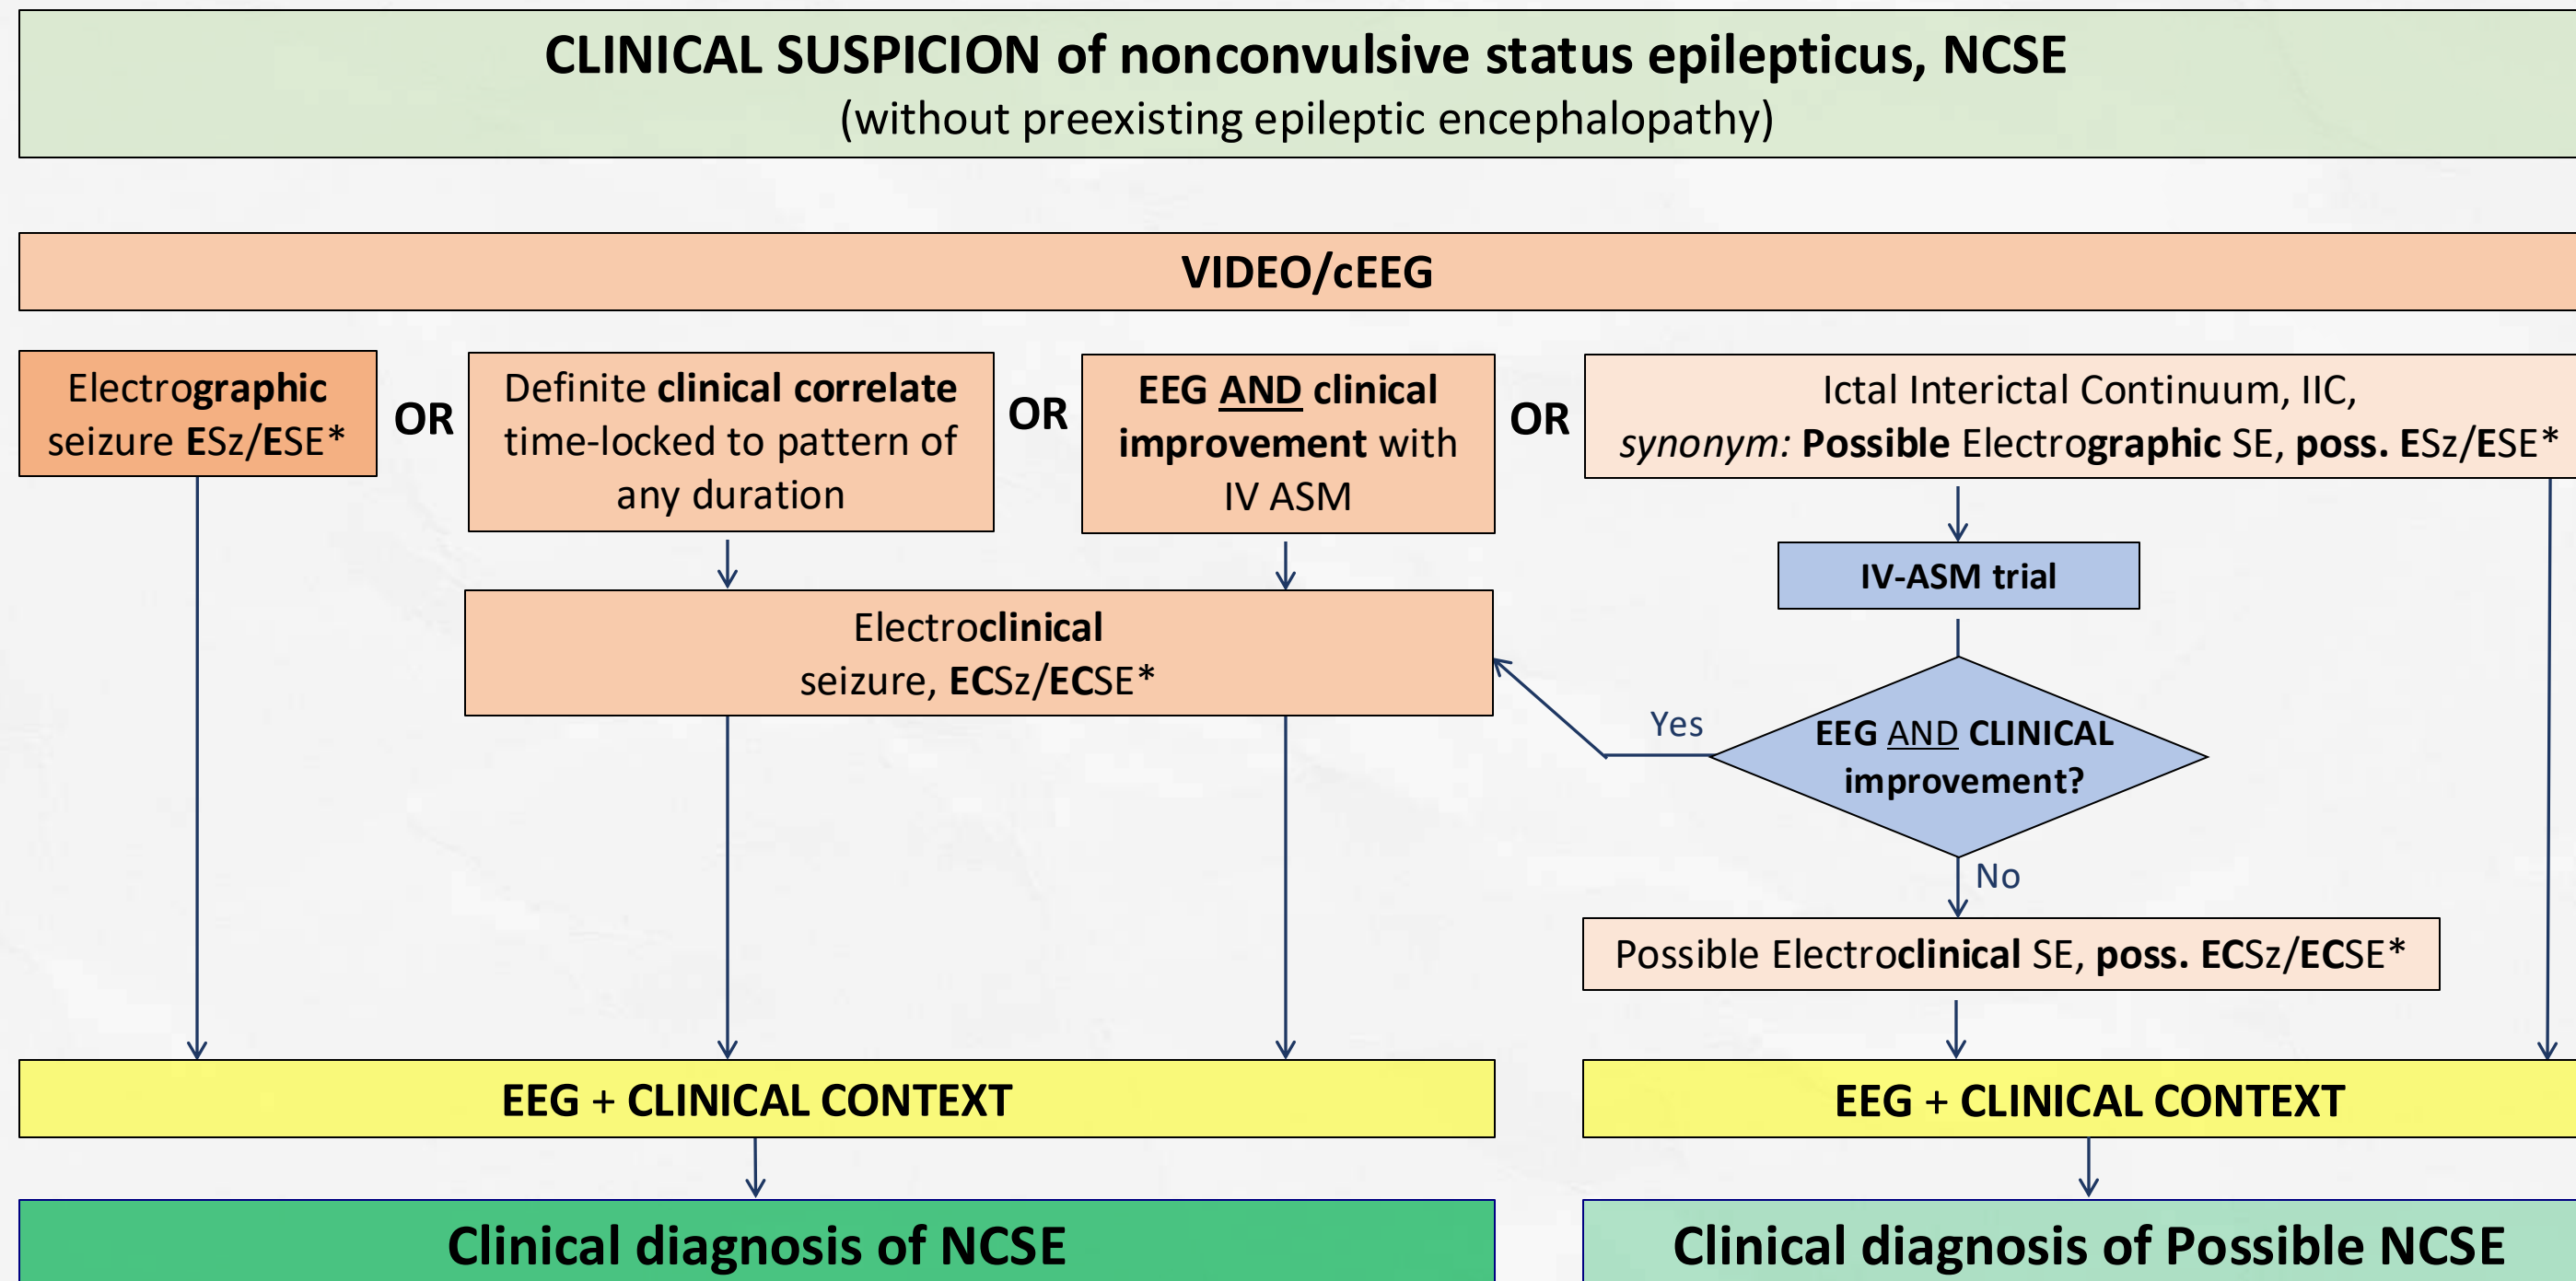 CLINICAL SUSPICION of nonconvulsive status epilepticus, NCSE
(without preexisting epileptic encephalopathy)
VIDEO/cEEG
Electrographic
seizure ESz/ESE*
OR
Definite clinical correlate
time-locked to pattern of
any duration
OR
EEG AND clinical
improvement with
IV ASM
OR
Ictal Interictal Continuum, IIC,
synonym: Possible Electrographic SE, poss. ESz/ESE*
IV-ASM trial
Electroclinical
seizure, ECSz/ECSE*
Yes
EEG AND CLINICAL
improvement?
No
Possible Electroclinical SE, poss. ECSz/ECSE*
EEG + CLINICAL CONTEXT
EEG + CLINICAL CONTEXT
Clinical diagnosis of NCSE
Clinical diagnosis of Possible NCSE